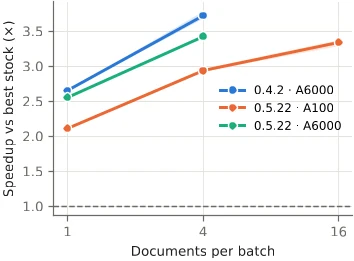 Speedup vs best stock (×)
3.5
3.0
2.5
2.0
1.5
1.0
0.4.2 · A6000
0.5.22 · A100
0.5.22 · A6000
1
4
16
Documents per batch